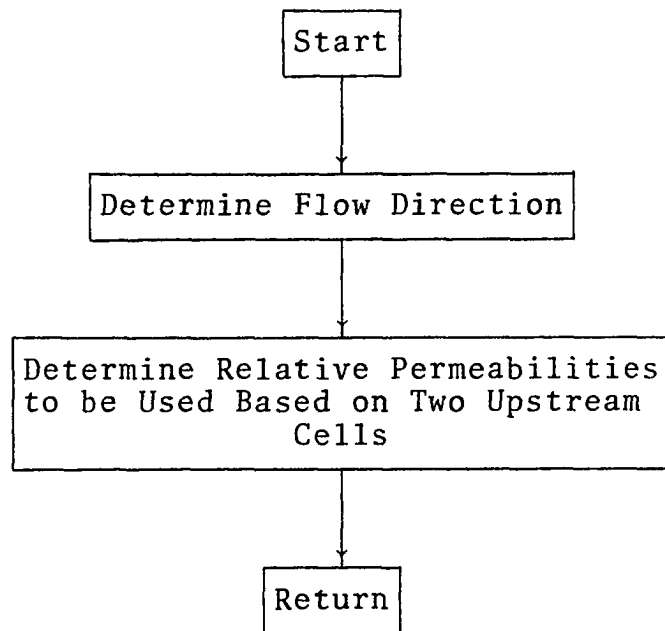 Start
Determine Flow Direction
Determine Relative Permeabilities
to be Used Based on Two Upstream
Cells
Return